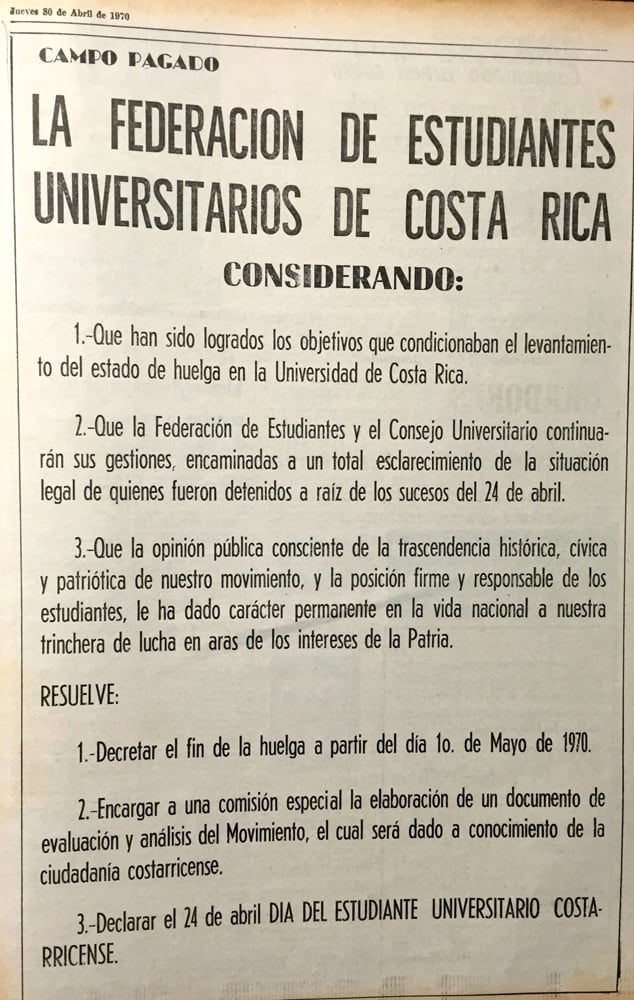 Jueves 30 de Abril de 1970
CAMPO PAGADO
LA FEDERACION DE ESTUDIANTES
UNIVERSITARIOS DE COSTA RICA
CONSIDERANDO:
1.-Que han sido logrados los objetivos que condicionaban el levantamien-
to del estado de huelga en la Universidad de Costa Rica.
2.-Que la Federación de Estudiantes y el Consejo Universitario continua-
rán sus gestiones, encaminadas a un total esclarecimiento de la situación
legal de quienes fueron detenidos a raíz de los sucesos del 24 de abril.
3.-Que la opinión pública consciente de la trascendencia histórica, cívica
y patriótica de nuestro movimiento, y la posición firme y responsable de los
estudiantes, le ha dado carácter permanente en la vida nacional a nuestra
trinchera de lucha en aras de los intereses de la Patria.
RESUELVE:
1.-Decretar el fin de la huelga a partir del día 1o. de Mayo de 1970.
2.-Encargar a una comisión especial la elaboración de un documento de
evaluación y análisis del Movimiento, el cual será dado a conocimiento de la
ciudadanía costarricense.
3.-Declarar el 24 de abril DIA DEL ESTUDIANTE UNIVERSITARIO COSTA-
RRICENSE.